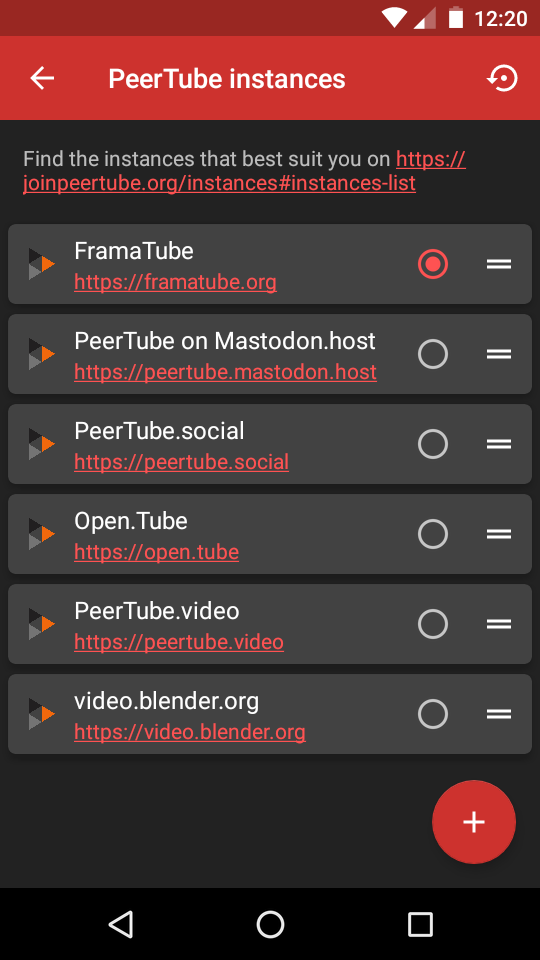 12:20
PeerTube instances
Find the instances that best suit you on https://
joinpeertube.org/instances#instances-list
FramaTube
https://framatube.org
PeerTube on Mastodon.host
https://peertube.mastodon.host
PeerTube.social
https://peertube.social
Open.Tube
https://open.tube
PeerTube.video
https://peertube.video
video.blender.org
https://video.blender.org